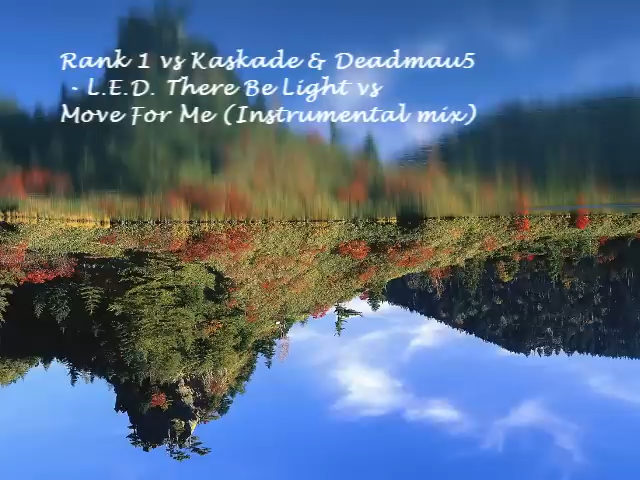 Rank 1 vs Kaskade & Deadmau5
- L.E.D. There Be Light vs
Move For Me (Instrumental mix)